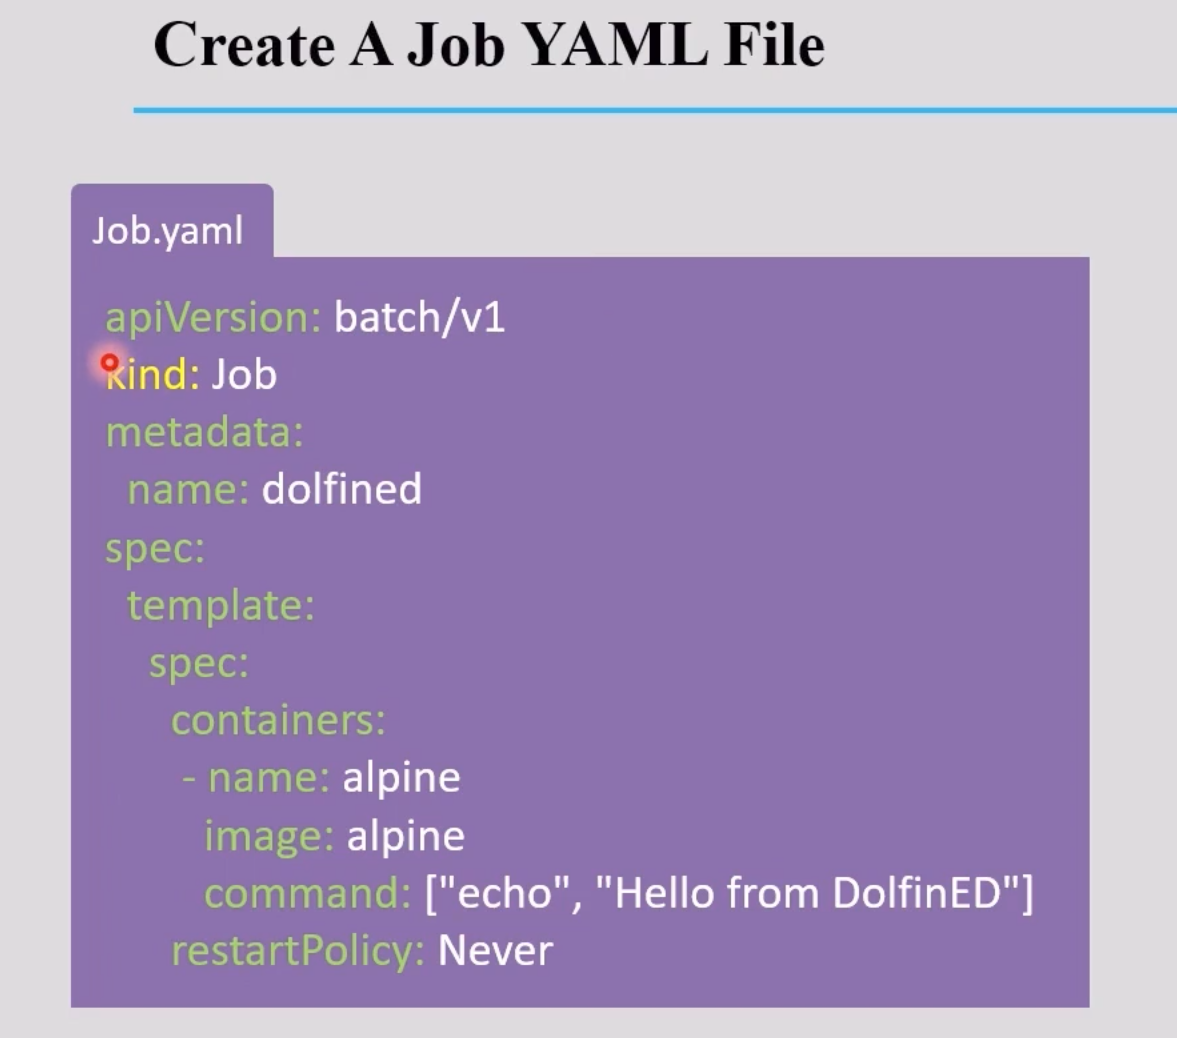 Create A Job YAML File
Job.yaml
apiVersion: batch/v1
kind: Job
metadata:
  name: dolfined
spec:
  template:
    spec:
      containers:
       - name: alpine
         image: alpine
         command: ["echo", "Hello from DolfinED"]
      restartPolicy: Never